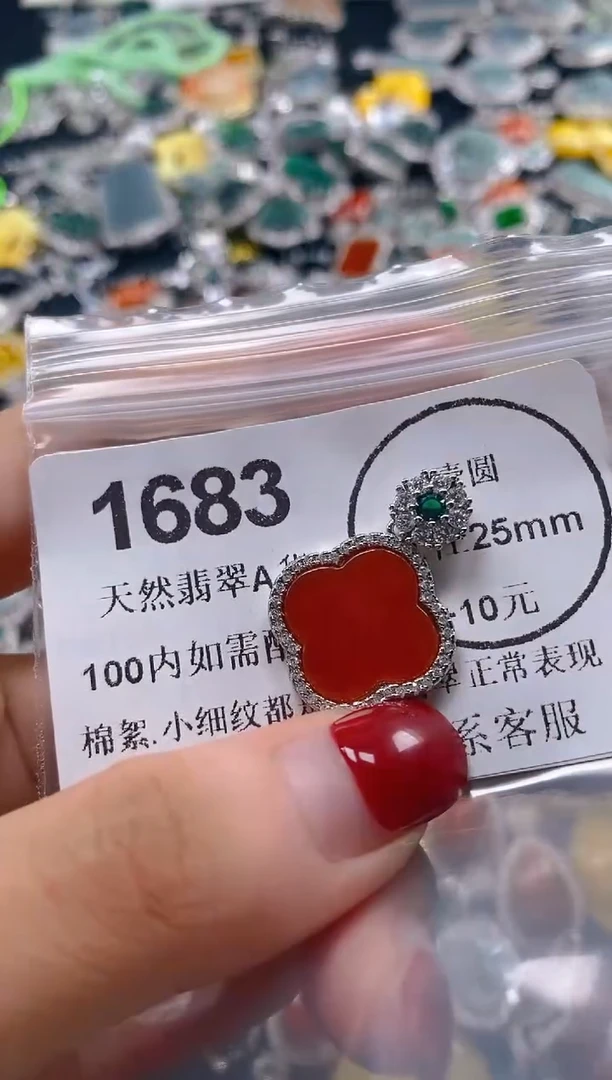 1683
圆
25mm
10元
天然翡翠A
100内如需
正常表现
棉絮.小细纹都
系客服